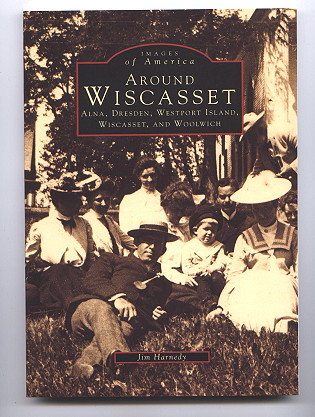 IMAGES
of America
AROUND
WISCASSET
ALNA, DRESDEN, WESTPORT ISLAND,
WISCASSET, AND WOOLWICH
Jim Harnedy